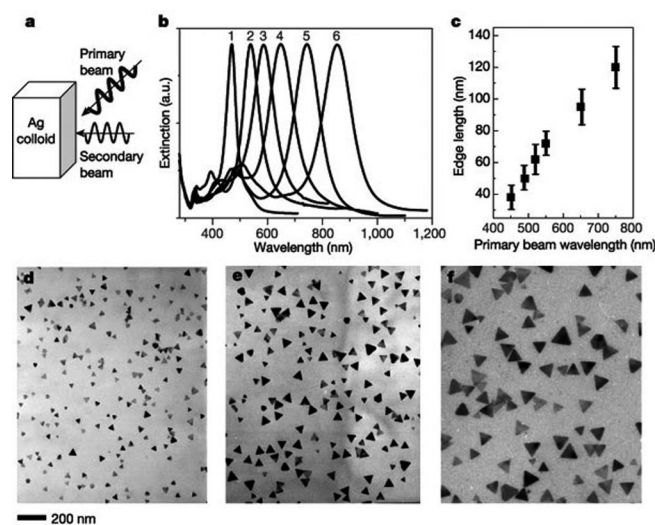 a
Primary
beam
Ag
colloid
Secondary
beam
b
1 2 3 4 5 6
Extinction (a.u.)
400 600 800 1,000 1,200
Wavelength (nm)
c
Edge length (nm)
140
120
100
80
60
40
400 500 600 700 800
Primary beam wavelength (nm)
d
e
f
200 nm